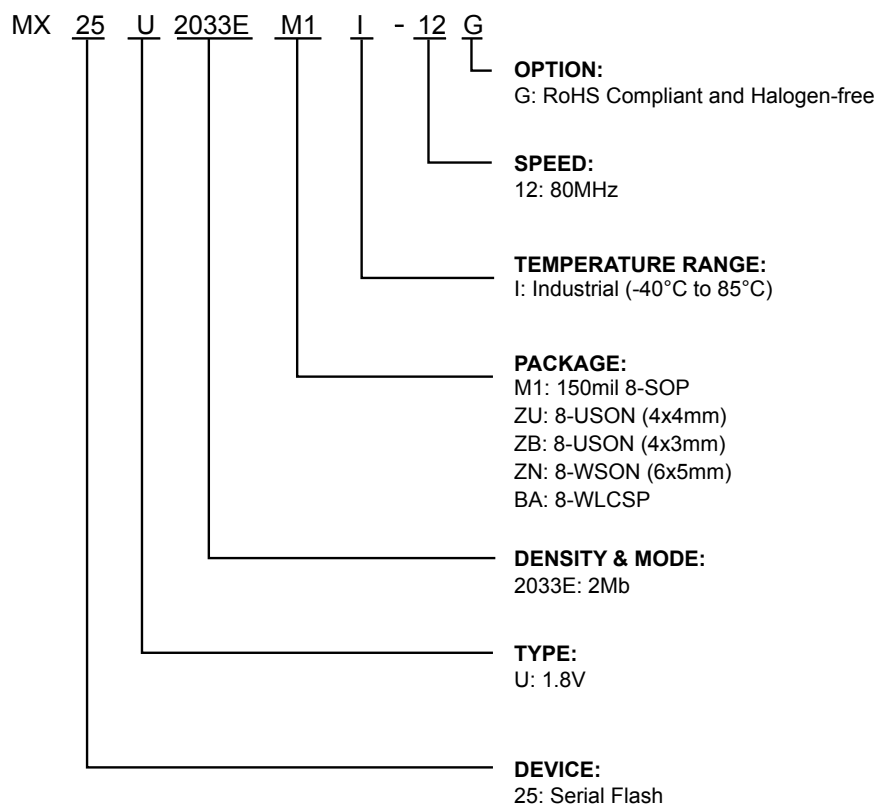 MX 25 U 2033E M1 I - 12 G
OPTION:
G: RoHS Compliant and Halogen-free
SPEED:
12: 80MHz
TEMPERATURE RANGE:
I: Industrial (-40°C to 85°C)
PACKAGE:
M1: 150mil 8-SOP
ZU: 8-USON (4x4mm)
ZB: 8-USON (4x3mm)
ZN: 8-WSON (6x5mm)
BA: 8-WLCSP
DENSITY & MODE:
2033E: 2Mb
TYPE:
U: 1.8V
DEVICE:
25: Serial Flash